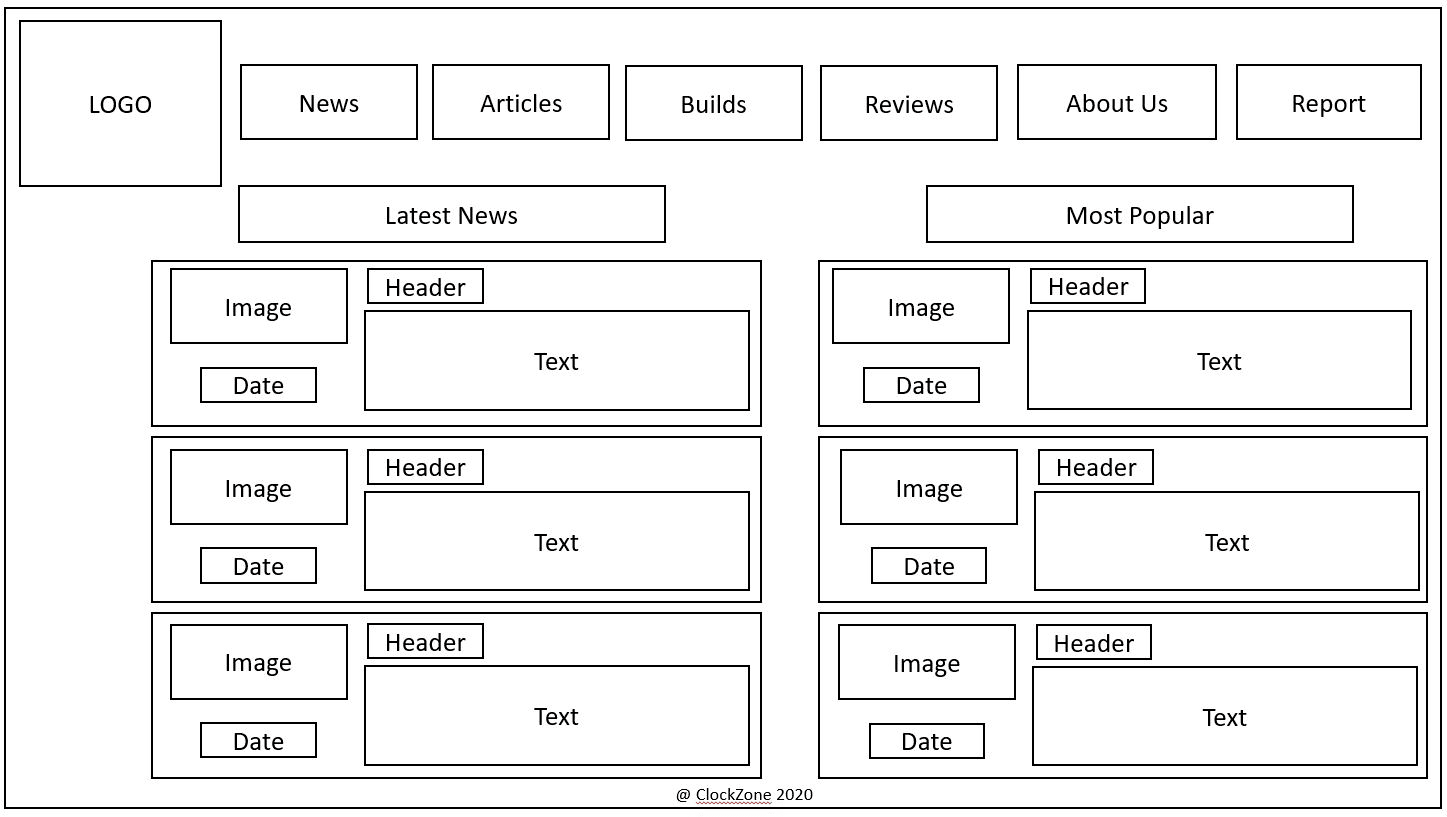 LOGO
News
Articles
Builds
Reviews
About Us
Report
Latest News
Most Popular
Image
Header
Text
Date
Image
Header
Text
Date
Image
Header
Text
Date
Image
Header
Text
Date
Image
Header
Text
Date
Image
Header
Text
Date
@ ClockZone 2020